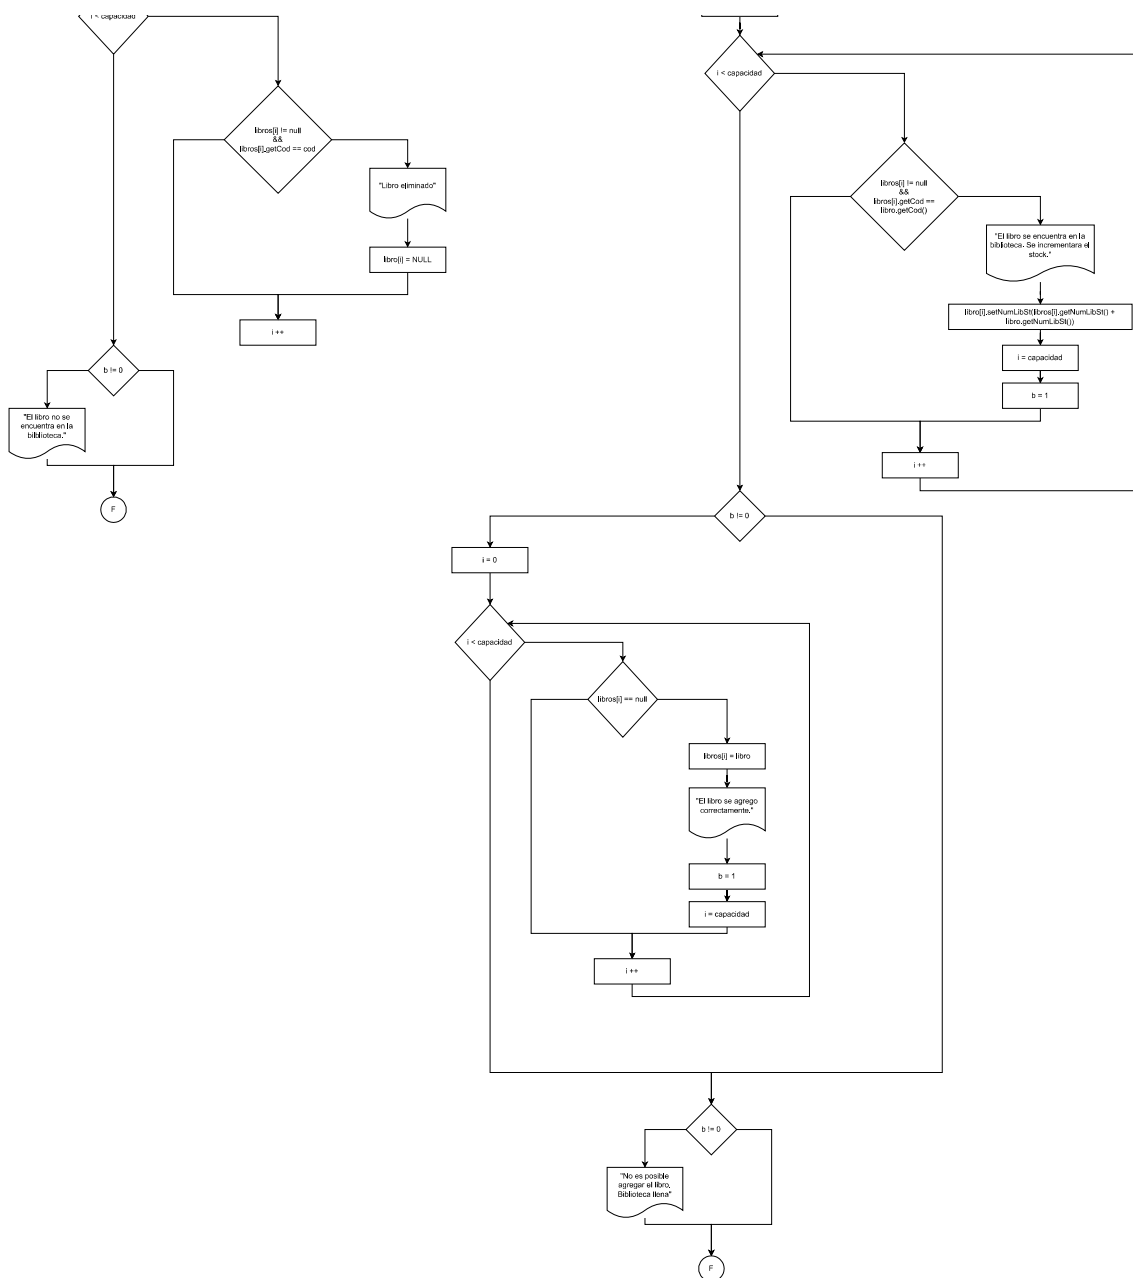 i < capacidad
libros[i] != null
&&
libros[i].getCod == cod
"Libro eliminado"
libro[i] = NULL
i ++
b != 0
"El libro no se
encuentra en la
biblioteca."
F
i < capacidad
libros[i] != null
&&
libros[i].getCod ==
libro.getCod()
"El libro se encuentra en la
biblioteca. Se incrementara el
stock."
libro[i].setNumLibSt(libros[i].getNumLibSt() +
libro.getNumLibSt())
i = capacidad
b = 1
i ++
b != 0
i = 0
i < capacidad
libros[i] == null
libros[i] = libro
"El libro se agrego
correctamente."
b = 1
i = capacidad
i ++
b != 0
"No es posible
agregar el libro.
Biblioteca llena"
F